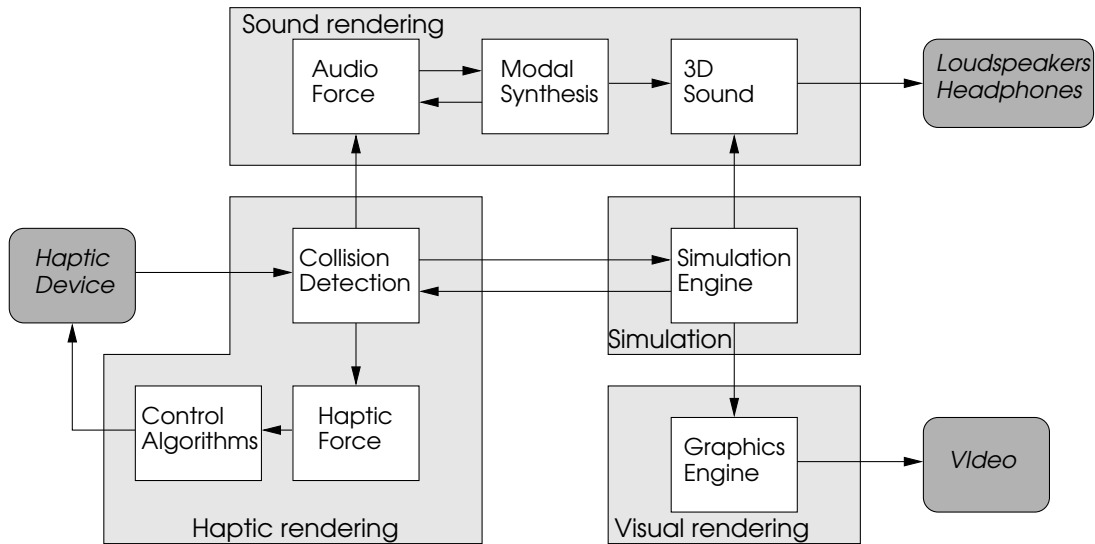 Sound rendering
Audio
Force
Modal
Synthesis
3D
Sound
Loudspeakers
Headphones
Haptic
Device
Collision
Detection
Simulation
Engine
Simulation
Control
Algorithms
Haptic
Force
Haptic rendering
Graphics
Engine
Visual rendering
VIdeo